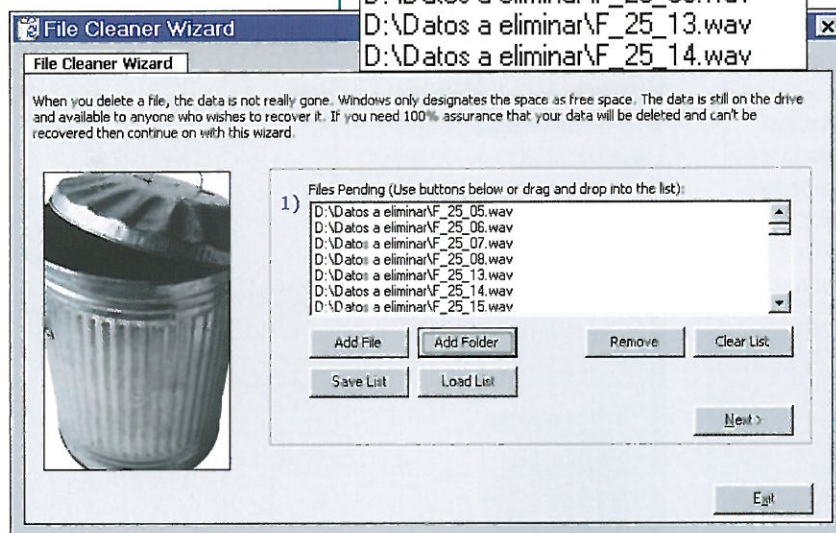 D:\Datos a eliminar\F_25_13.wav
D:\Datos a eliminar\F_25_14.wav
File Cleaner Wizard
File Cleaner Wizard
When you delete a file, the data is not really gone. Windows only designates the space as free space. The data is still on the drive
and available to anyone who wishes to recover it. If you need 100% assurance that your data will be deleted and can't be
recovered then continue on with this wizard.
1) Files Pending (Use buttons below or drag and drop into the list):
D:\Datos a eliminar\F_25_05.wav
D:\Datos a eliminar\F_25_06.wav
D:\Datos a eliminar\F_25_07.wav
D:\Datos a eliminar\F_25_08.wav
D:\Datos a eliminar\F_25_13.wav
D:\Datos a eliminar\F_25_14.wav
D:\Datos a eliminar\F_25_15.wav
Add File Add Folder Remove Clear List
Save List Load List
Next >
Exit